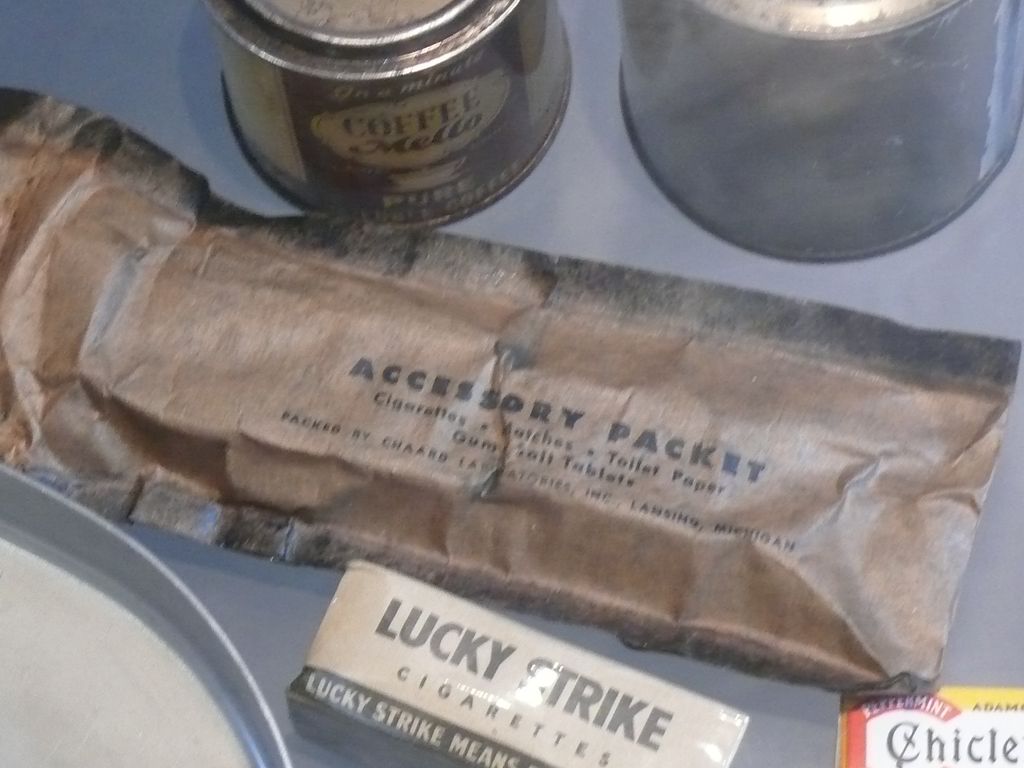 In a minute
COFFEE
Mello
PURE
ACCESSORY PACKET
Cigarettes • Matches • Toilet Paper
Gum Salt Tablets
PACKED BY CHAARD LABORATORIES, INC., LANSING, MICHIGAN
LUCKY STRIKE
CIGARETTES
LUCKY STRIKE MEANS
PEPPERMINT
ADAMS
Chicle